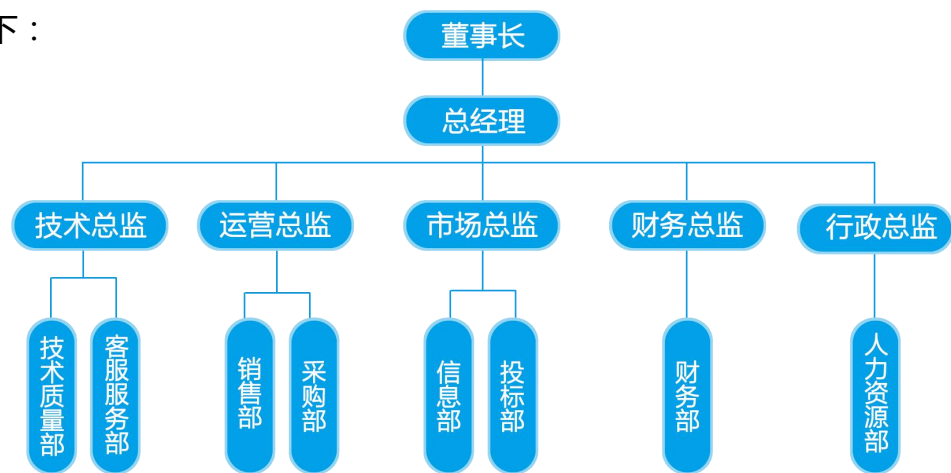 下：
董事长
总经理
技术总监
运营总监
市场总监
财务总监
行政总监
技术质量部
客服服务部
销售部
采购部
信息部
投标部
财务部
人力资源部